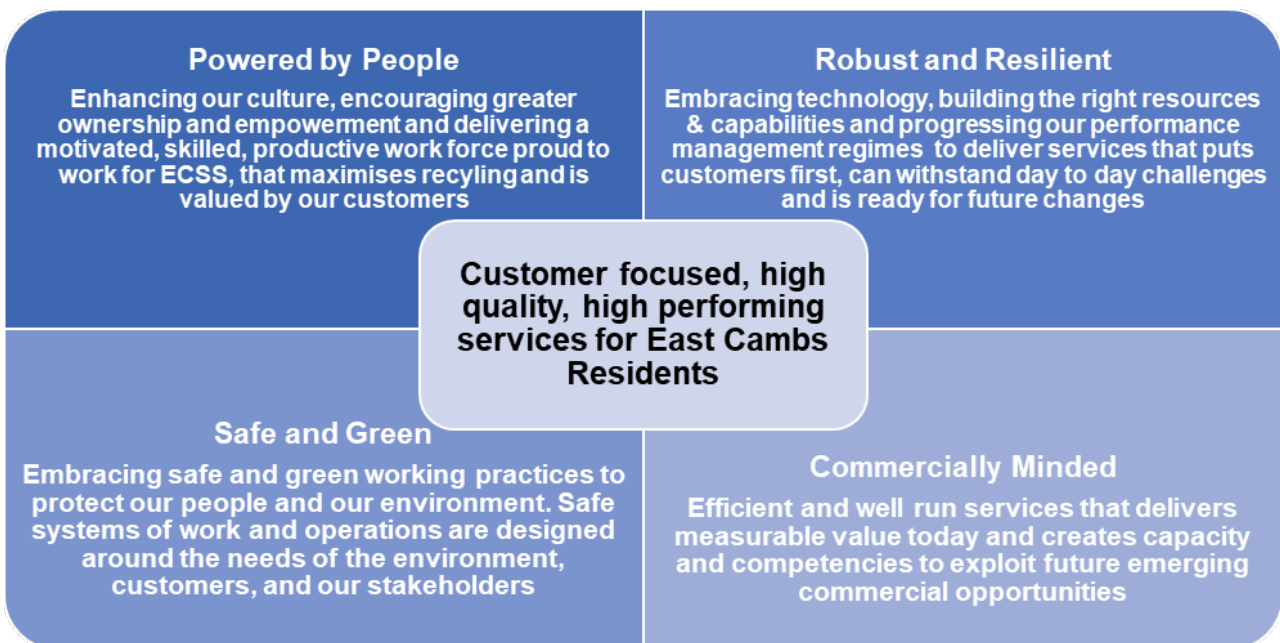 Powered by People
Enhancing our culture, encouraging greater
ownership and empowerment and delivering a
motivated, skilled, productive work force proud to
work for ECSS, that maximises recyling and is
valued by our customers
Robust and Resilient
Embracing technology, building the right resources
& capabilities and progressing our performance
management regimes to deliver services that puts
customers first, can withstand day to day challenges
and is ready for future changes
Customer focused, high
quality, high performing
services for East Cambs
Residents
Safe and Green
Embracing safe and green working practices to
protect our people and our environment. Safe
systems of work and operations are designed
around the needs of the environment,
customers, and our stakeholders
Commercially Minded
Efficient and well run services that delivers
measurable value today and creates capacity
and competencies to exploit future emerging
commercial opportunities